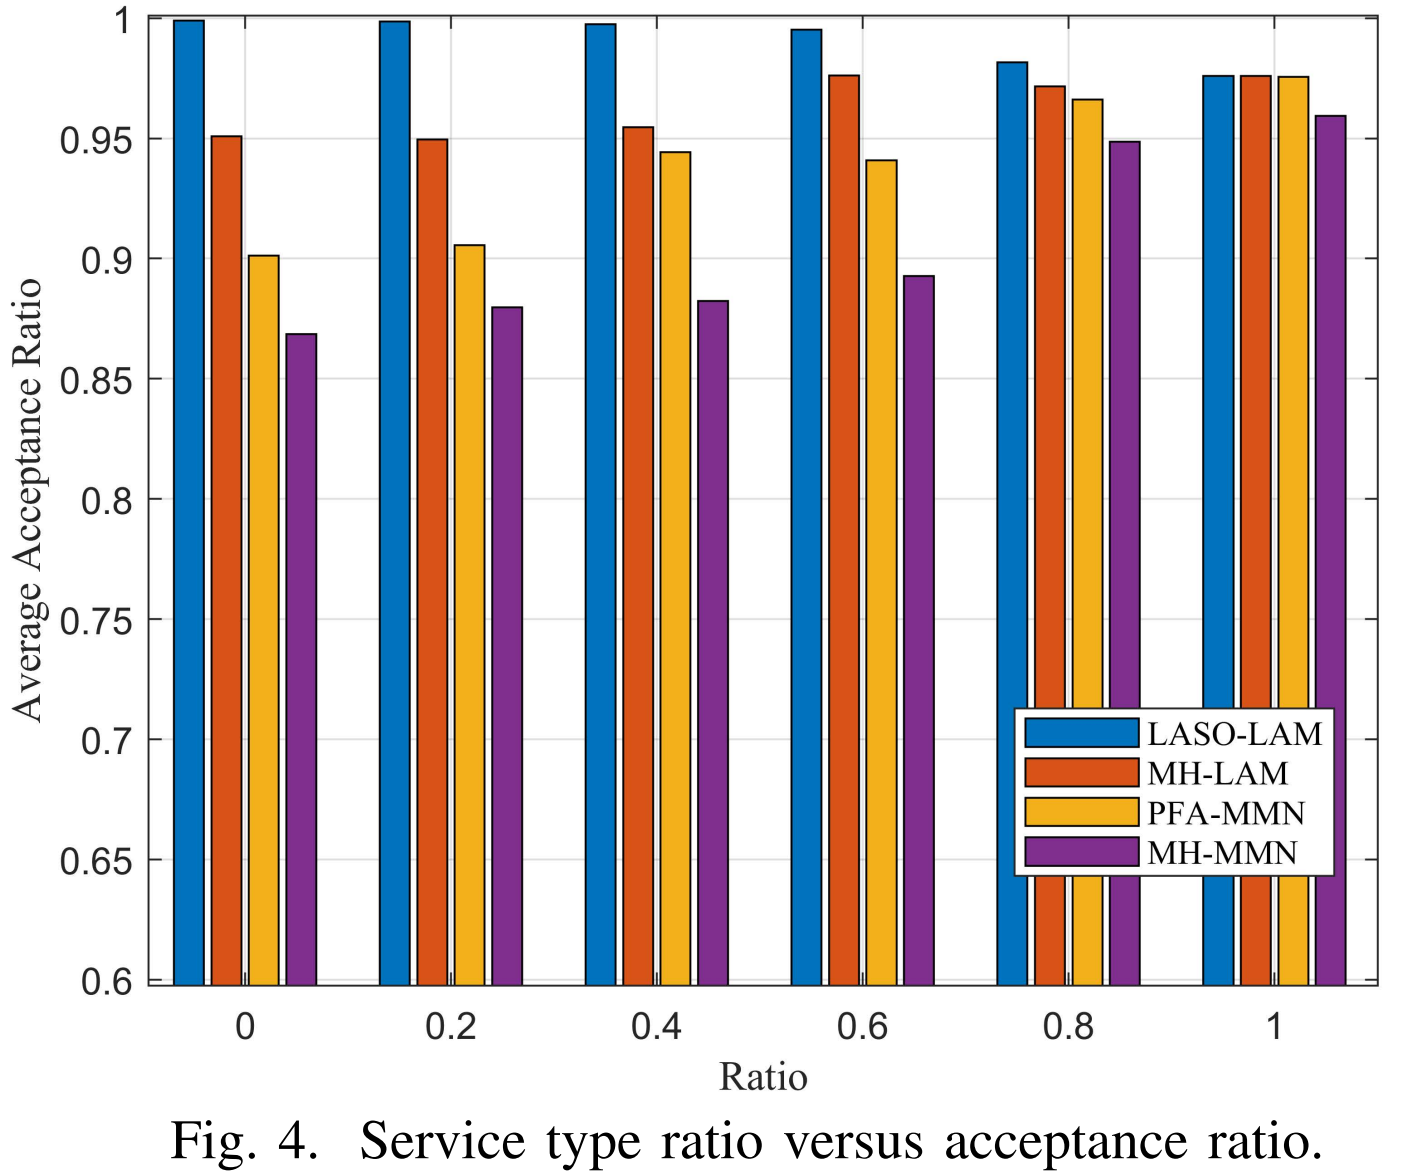 1
0.95
0.9
0.85
0.8
0.75
0.7
0.65
0.6
Average Acceptance Ratio
LASO-LAM
MH-LAM
PFA-MMN
MH-MMN
0 0.2 0.4 0.6 0.8 1
Ratio
Fig. 4. Service type ratio versus acceptance ratio.